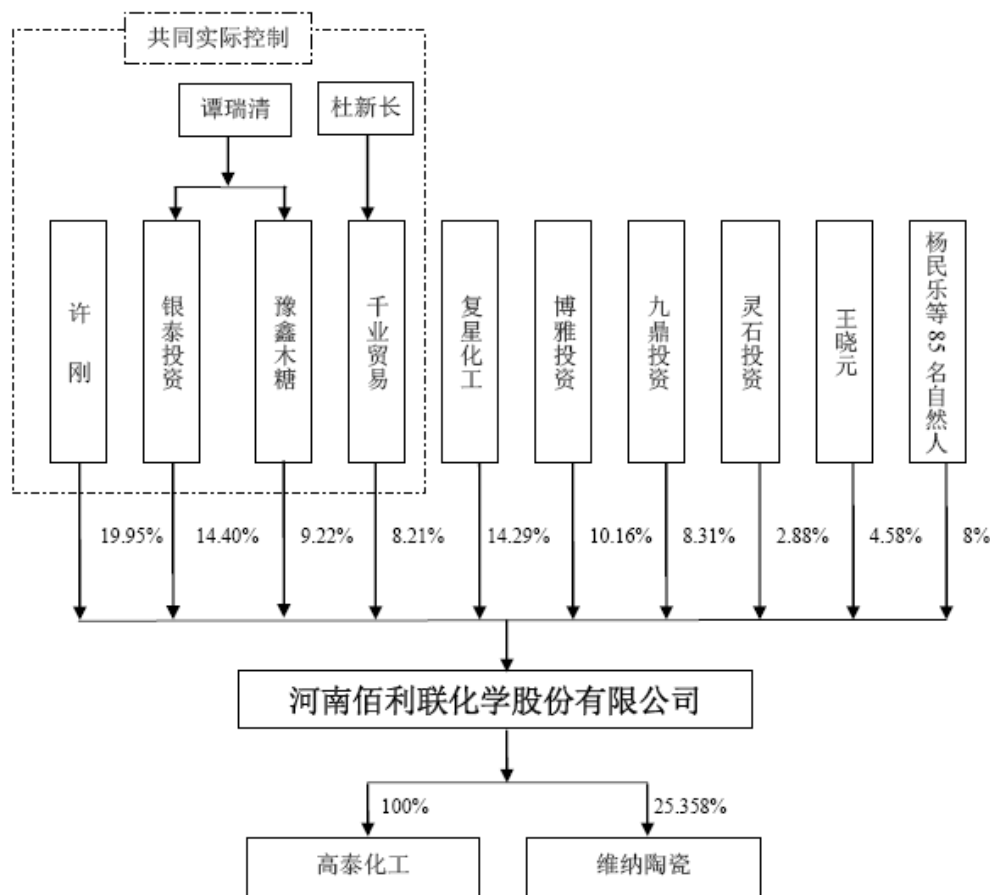 共同实际控制
谭瑞清
杜新长
许刚
银泰投资
豫鑫木糖
千业贸易
复星化工
博雅投资
九鼎投资
灵石投资
王晓元
杨民乐等 85 名自然人
19.95%
14.40%
9.22%
8.21%
14.29%
10.16%
8.31%
2.88%
4.58%
8%
河南佰利联化学股份有限公司
100%
25.358%
高泰化工
维纳陶瓷